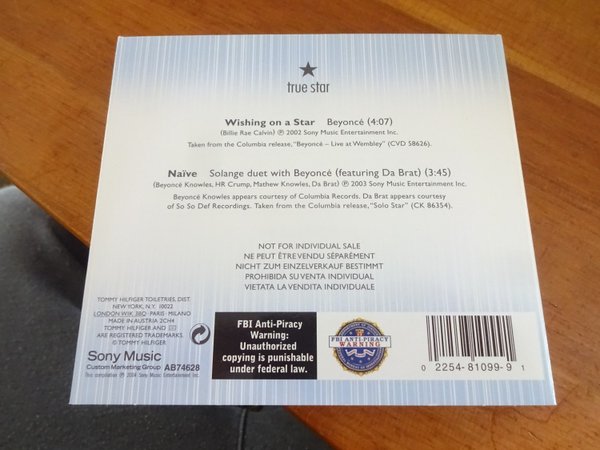 true star
Wishing on a Star Beyoncé (4:07)
(Billie Rae Calvin) ℗ 2002 Sony Music Entertainment Inc.
Taken from the Columbia release, "Beyoncé – Live at Wembley" (CVD 58626).
Naïve Solange duet with Beyoncé (featuring Da Brat) (3:45)
(Beyoncé Knowles, HR Crump, Mathew Knowles, Da Brat) ℗ 2003 Sony Music Entertainment Inc.
Beyoncé Knowles appears courtesy of Columbia Records. Da Brat appears courtesy
of So So Def Recordings. Taken from the Columbia release, "Solo Star" (CK 86354).
NOT FOR INDIVIDUAL SALE
NE PEUT ÊTRE VENDU SÉPARÉMENT
NICHT ZUM EINZELVERKAUF BESTIMMT
PROHIBIDA SU VENTA INDIVIDUAL
VIETATA LA VENDITA INDIVIDUALE
TOMMY HILFIGER TOILETRIES, DIST.
NEW YORK, N.Y. 10022
LONDON W1K 3BQ · PARIS · MILANO
MADE IN AUSTRIA 2CH4
TOMMY HILFIGER AND
ARE REGISTERED TRADEMARKS.
© TOMMY HILFIGER
Sony Music
Custom Marketing Group AB74628
This compilation ℗ 2004 Sony Music Entertainment Inc.
FBI Anti-Piracy
Warning:
Unauthorized
copying is punishable
under federal law.
FBI ANTI-PIRACY
WARNING
0 2254-81099-9 1